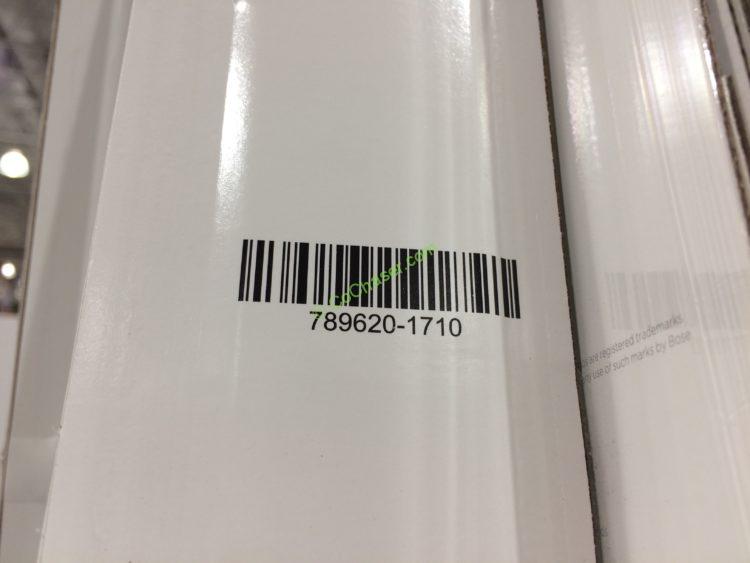 CoChaser.com
789620-1710
are registered trademarks
use of such marks by Bose